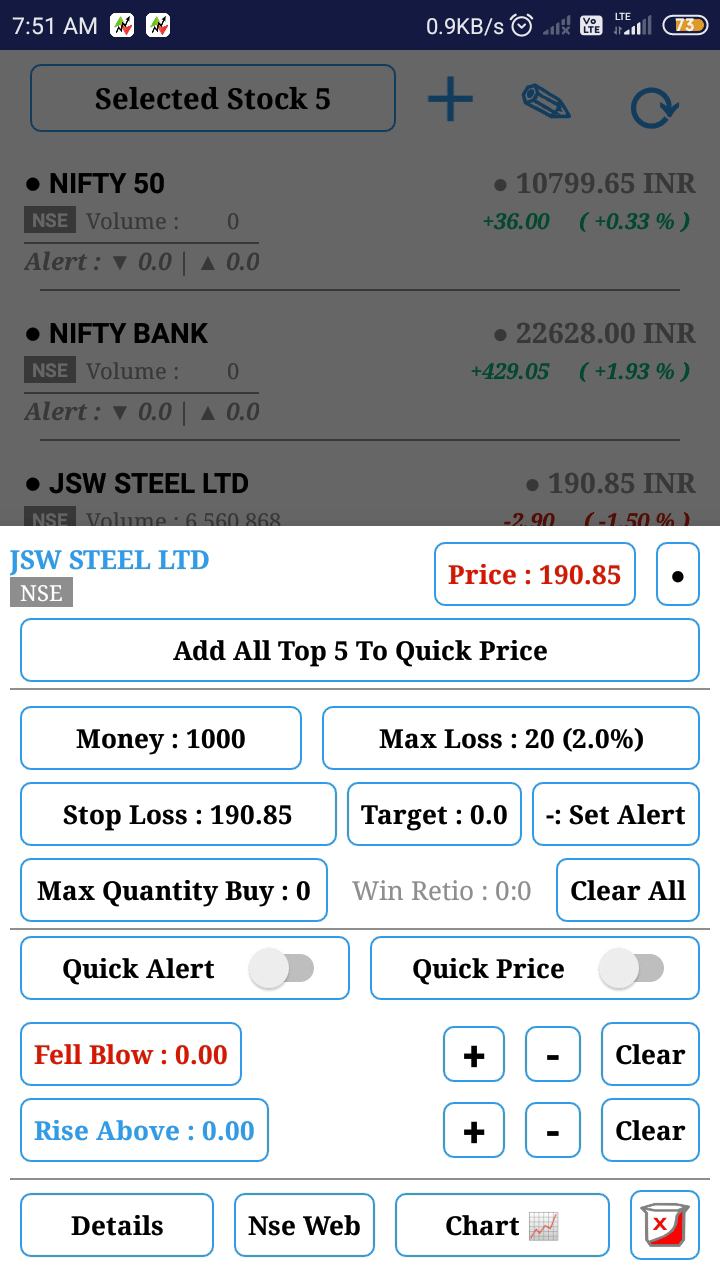 7:51 AM 0.9KB/s Vo LTE LTE 73
Selected Stock 5
● NIFTY 50 ● 10799.65 INR
NSE Volume : 0 +36.00 ( +0.33 % )
Alert : ▼ 0.0 | ▲ 0.0
● NIFTY BANK ● 22628.00 INR
NSE Volume : 0 +429.05 ( +1.93 % )
Alert : ▼ 0.0 | ▲ 0.0
● JSW STEEL LTD ● 190.85 INR
NSE Volume : 6,560,868 -2.90 ( -1.50 % )
JSW STEEL LTD Price : 190.85 ●
NSE
Add All Top 5 To Quick Price
Money : 1000 Max Loss : 20 (2.0%)
Stop Loss : 190.85 Target : 0.0 -: Set Alert
Max Quantity Buy : 0 Win Retio : 0:0 Clear All
Quick Alert Quick Price
Fell Blow : 0.00 + - Clear
Rise Above : 0.00 + - Clear
Details Nse Web Chart X